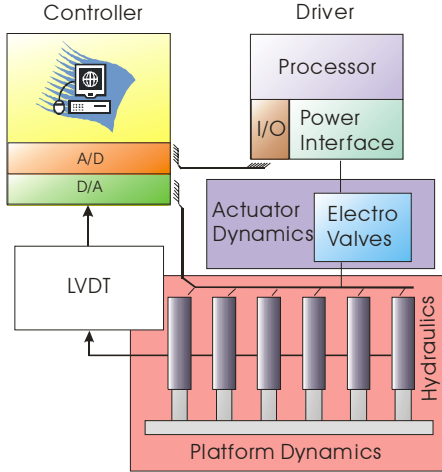 Controller
Driver
Processor
I/O
Power
Interface
A/D
D/A
Actuator
Dynamics
Electro
Valves
LVDT
Hydraulics
Platform Dynamics